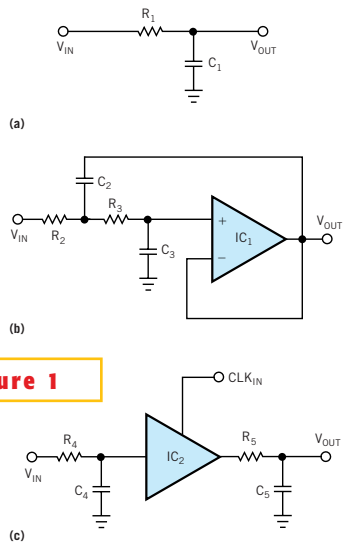 R1
VIN
C1
VOUT
(a)
C2
R3
VIN
R2
C3
+
−
IC1
VOUT
(b)
ure 1
CLKIN
R4
VIN
C4
IC2
R5
C5
VOUT
(c)